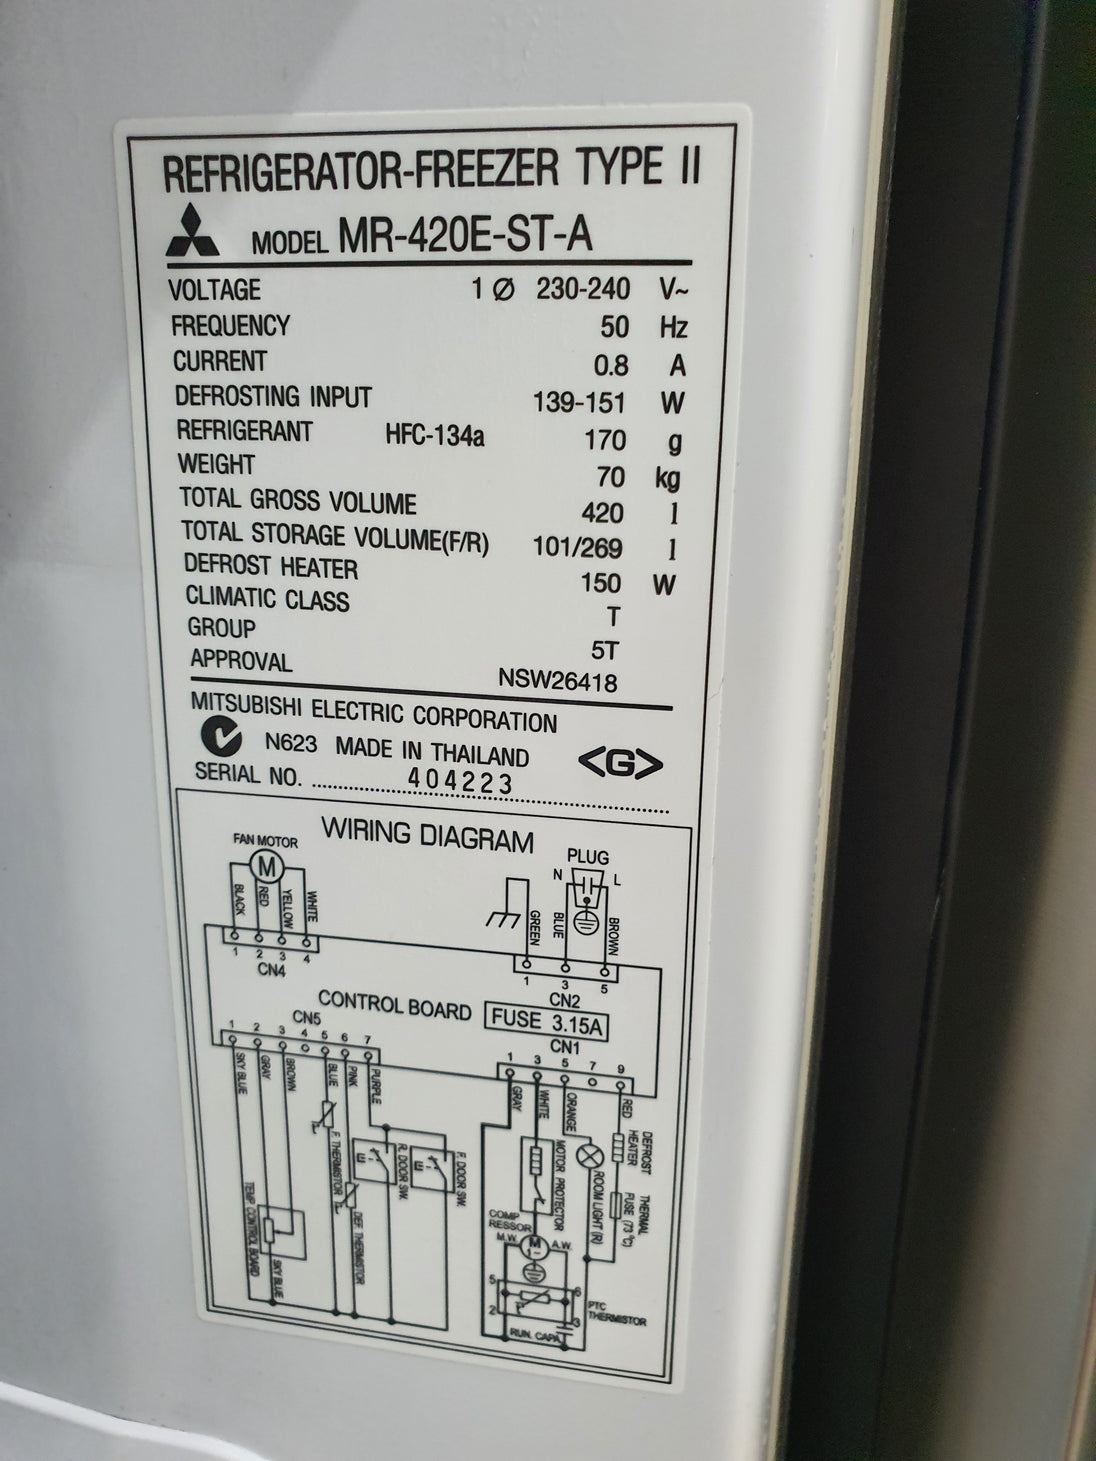 REFRIGERATOR-FREEZER TYPE II
MODEL MR-420E-ST-A
VOLTAGE 1 Ø 230-240 V~
FREQUENCY 50 Hz
CURRENT 0.8 A
DEFROSTING INPUT 139-151 W
REFRIGERANT HFC-134a 170 g
WEIGHT 70 kg
TOTAL GROSS VOLUME 420 l
TOTAL STORAGE VOLUME(F/R) 101/269 l
DEFROST HEATER 150 W
CLIMATIC CLASS T
GROUP 5T
APPROVAL NSW26418
MITSUBISHI ELECTRIC CORPORATION
N623 MADE IN THAILAND <G>
SERIAL NO. 404223
WIRING DIAGRAM
FAN MOTOR
M
BLACK RED YELLOW WHITE
1 2 3 4
CN4
PLUG
N L
GREEN BLUE BROWN
1 3 5
CN2
CONTROL BOARD FUSE 3.15A
CN5
1 2 3 4 5 6 7
SKY BLUE GRAY BROWN BLUE PINK PURPLE
CN1
1 3 5 7 9
GRAY WHITE ORANGE RED
F. THERMISTOR
DEF. THERMISTOR
R. DOOR SW.
F. DOOR SW.
TEMP CONTROL BOARD
SKY BLUE
MOTOR PROTECTOR
ROOM LIGHT (R)
DEFROST HEATER
THERMAL FUSE (73°C)
COMP RESSOR
M.W. M 1~ A.W.
5 6
2 3
PTC THERMISTOR
RUN. CAPA.